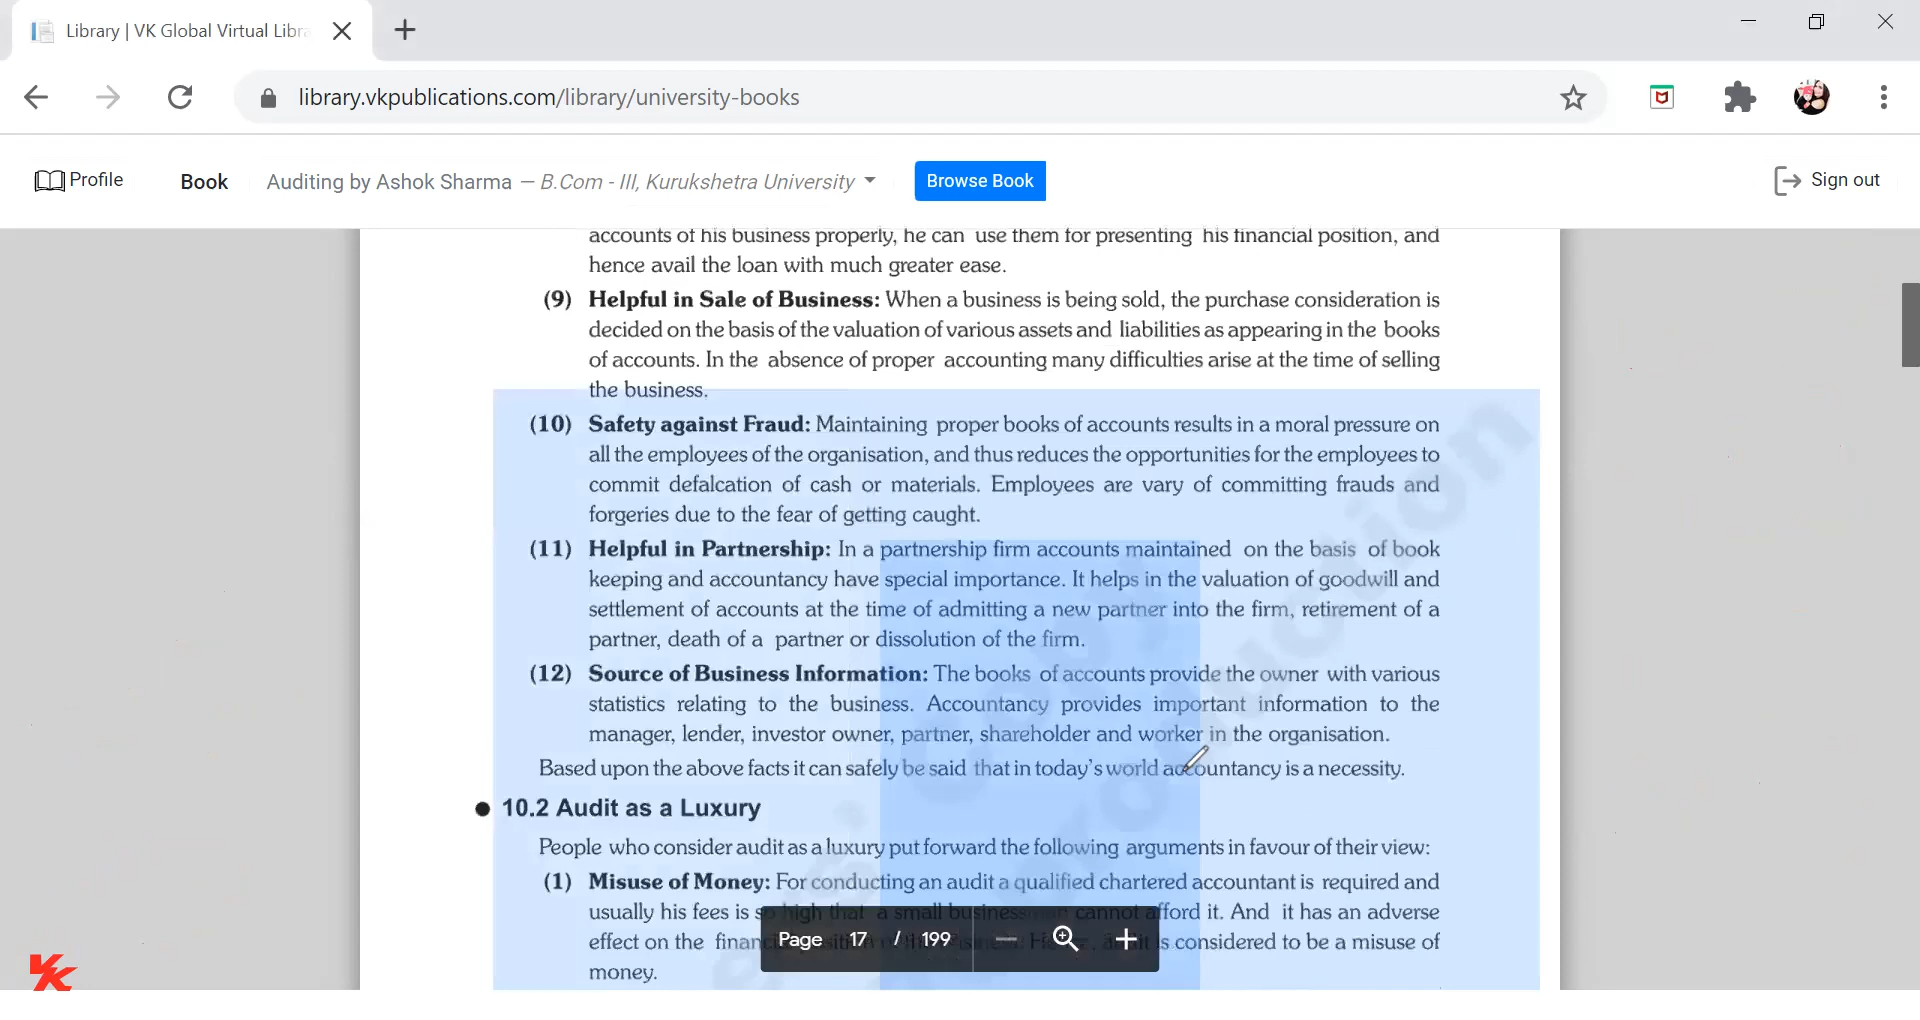 Library | VK Global Virtual Libra
library.vkpublications.com/library/university-books
Profile Book Auditing by Ashok Sharma — B.Com - III, Kurukshetra University Browse Book Sign out
accounts of his business properly, he can use them for presenting his financial position, and
hence avail the loan with much greater ease.
(9) Helpful in Sale of Business: When a business is being sold, the purchase consideration is
decided on the basis of the valuation of various assets and liabilities as appearing in the books
of accounts. In the absence of proper accounting many difficulties arise at the time of selling
the business.
(10) Safety against Fraud: Maintaining proper books of accounts results in a moral pressure on
all the employees of the organisation, and thus reduces the opportunities for the employees to
commit defalcation of cash or materials. Employees are vary of committing frauds and
forgeries due to the fear of getting caught.
(11) Helpful in Partnership: In a partnership firm accounts maintained on the basis of book
keeping and accountancy have special importance. It helps in the valuation of goodwill and
settlement of accounts at the time of admitting a new partner into the firm, retirement of a
partner, death of a partner or dissolution of the firm.
(12) Source of Business Information: The books of accounts provide the owner with various
statistics relating to the business. Accountancy provides important information to the
manager, lender, investor owner, partner, shareholder and worker in the organisation.
Based upon the above facts it can safely be said that in today's world accountancy is a necessity.
● 10.2 Audit as a Luxury
People who consider audit as a luxury put forward the following arguments in favour of their view:
(1) Misuse of Money: For conducting an audit a qualified chartered accountant is required and
usually his fees is so high that a small business cannot afford it. And it has an adverse
effect on the is considered to be a misuse of
money.
Page 17 / 199
VK